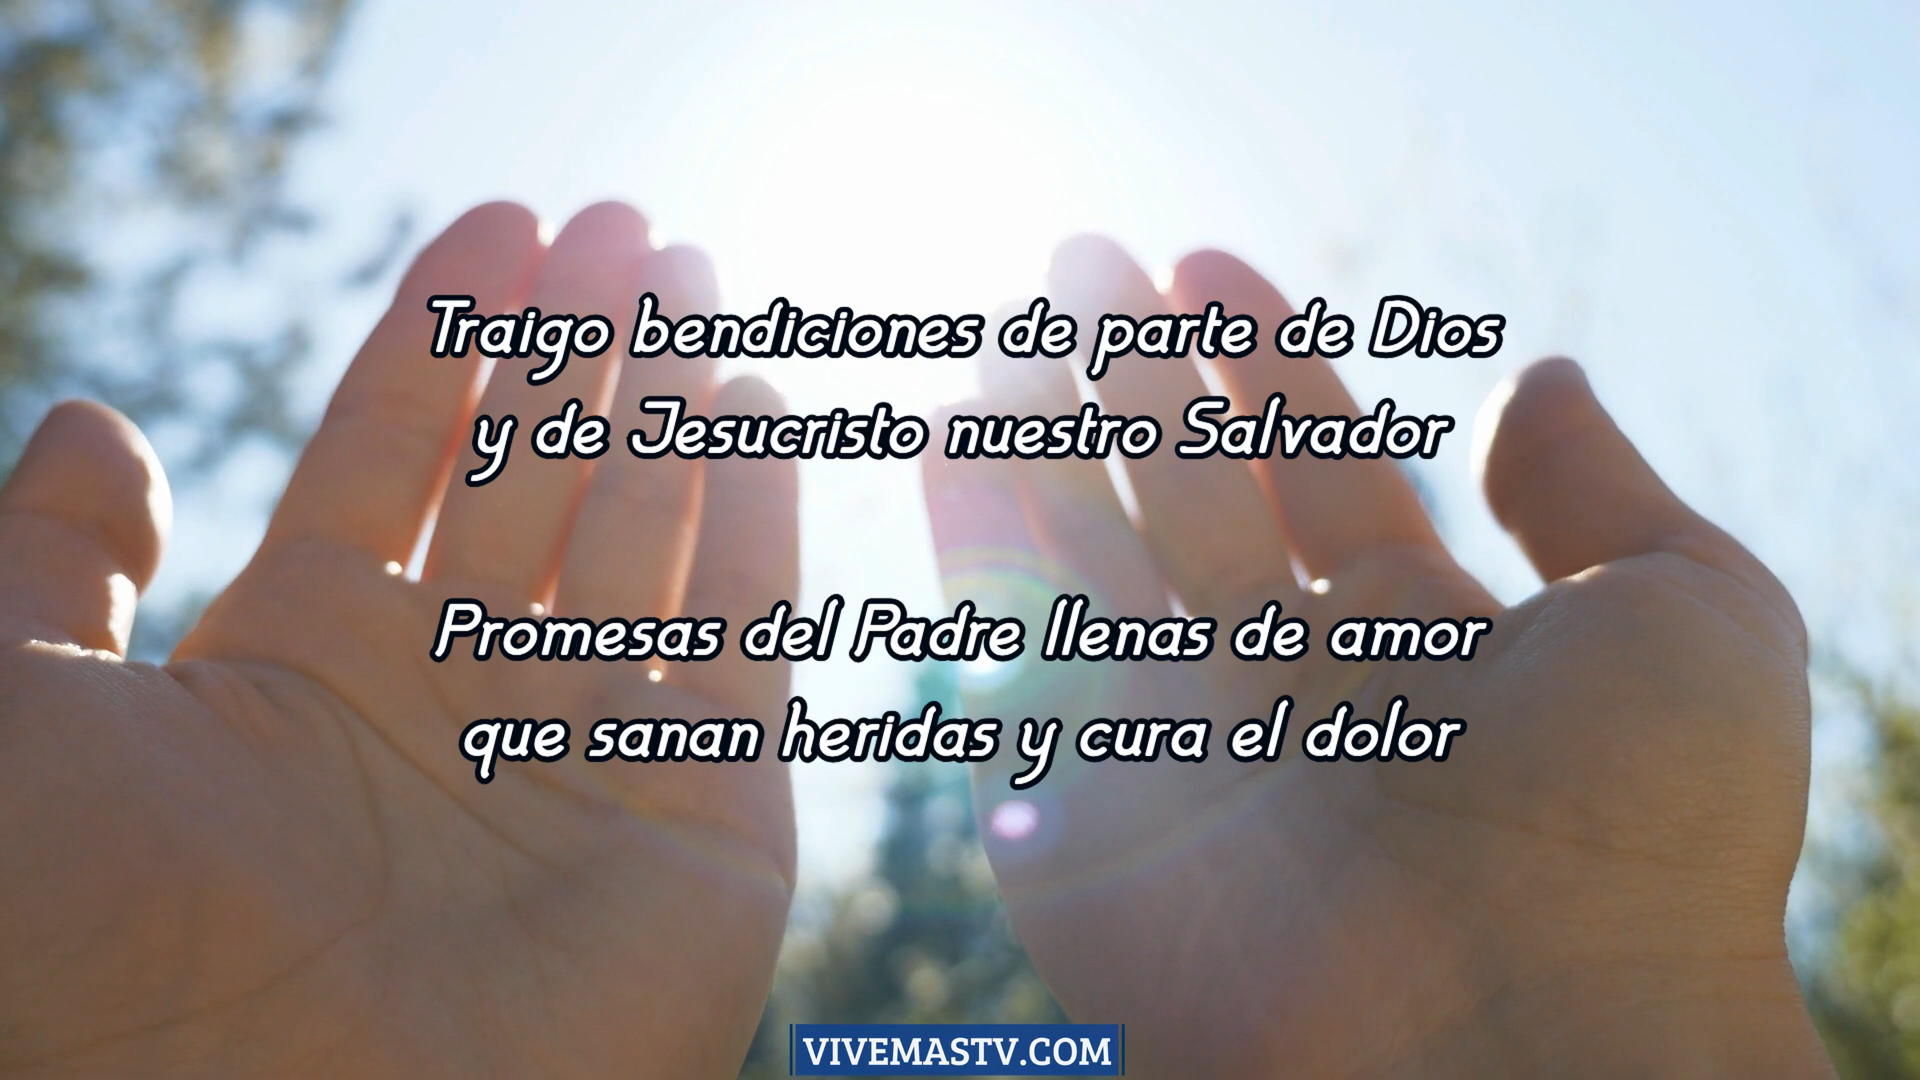 Traigo bendiciones de parte de Dios
y de Jesucristo nuestro Salvador
Promesas del Padre llenas de amor
que sanan heridas y cura el dolor
VIVEMASTV.COM